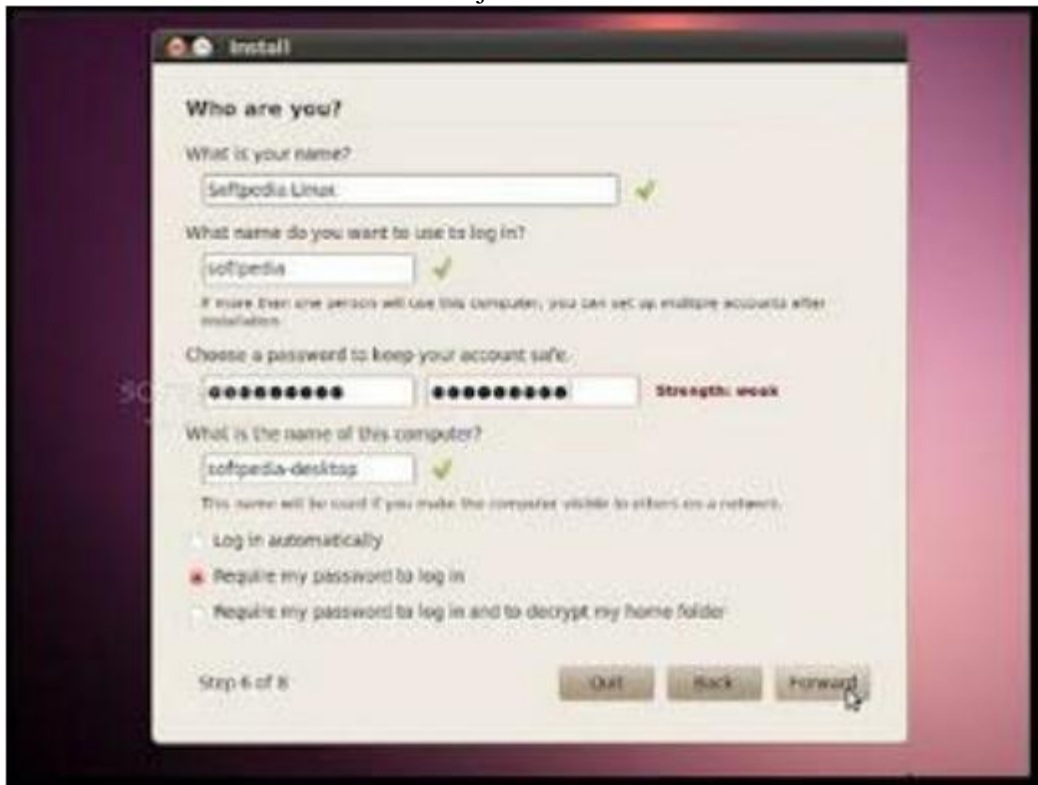 Install
Who are you?
What is your name?
Softpedia Linux
What name do you want to use to log in?
softpedia
If more than one person will use this computer, you can set up multiple accounts after
installation.
Choose a password to keep your account safe.
●●●●●●●●● ●●●●●●●●● Strength: weak
What is the name of this computer?
softpedia-desktop
This name will be used if you make the computer visible to others on a network.
Log in automatically
Require my password to log in
Require my password to log in and to decrypt my home folder
Step 6 of 8
Quit Back Forward